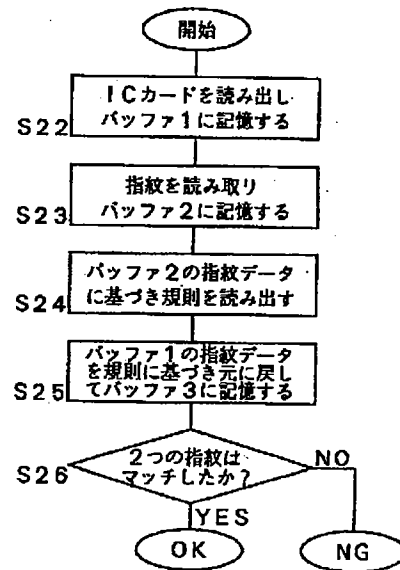 開始
ICカードを読み出し
S22
バッファ1に記憶する
指紋を読み取り
S23
バッファ2に記憶する
バッファ2の指紋データ
S24
に基づき規則を読み出す
バッファ1の指紋データ
を規則に基づき元に戻し
S25
てバッファ3に記憶する
2つの指紋は
NO
S26
マッチしたか?
YES
OK
NG